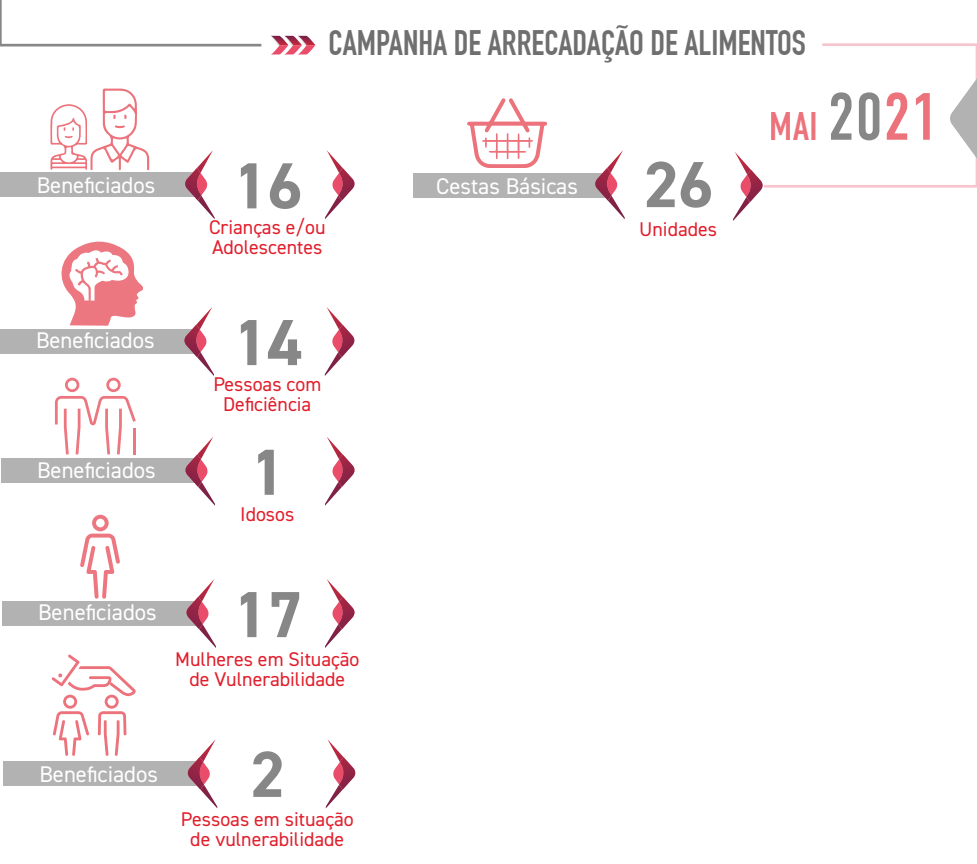 CAMPANHA DE ARRECADAÇÃO DE ALIMENTOS
MAI 2021
Beneficiados
16
Crianças e/ou
Adolescentes
Cestas Básicas
26
Unidades
Beneficiados
14
Pessoas com
Deficiência
Beneficiados
1
Idosos
Beneficiados
17
Mulheres em Situação
de Vulnerabilidade
Beneficiados
2
Pessoas em situação
de vulnerabilidade